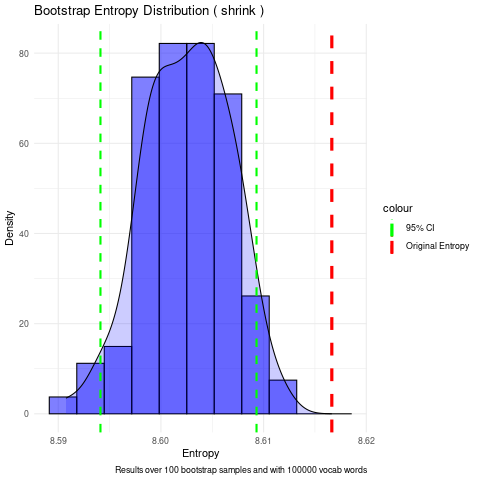 Bootstrap Entropy Distribution ( shrink )
80
60
40
20
0
Density
8.59
8.60
8.61
8.62
Entropy
colour
95% CI
Original Entropy
Results over 100 bootstrap samples and with 100000 vocab words